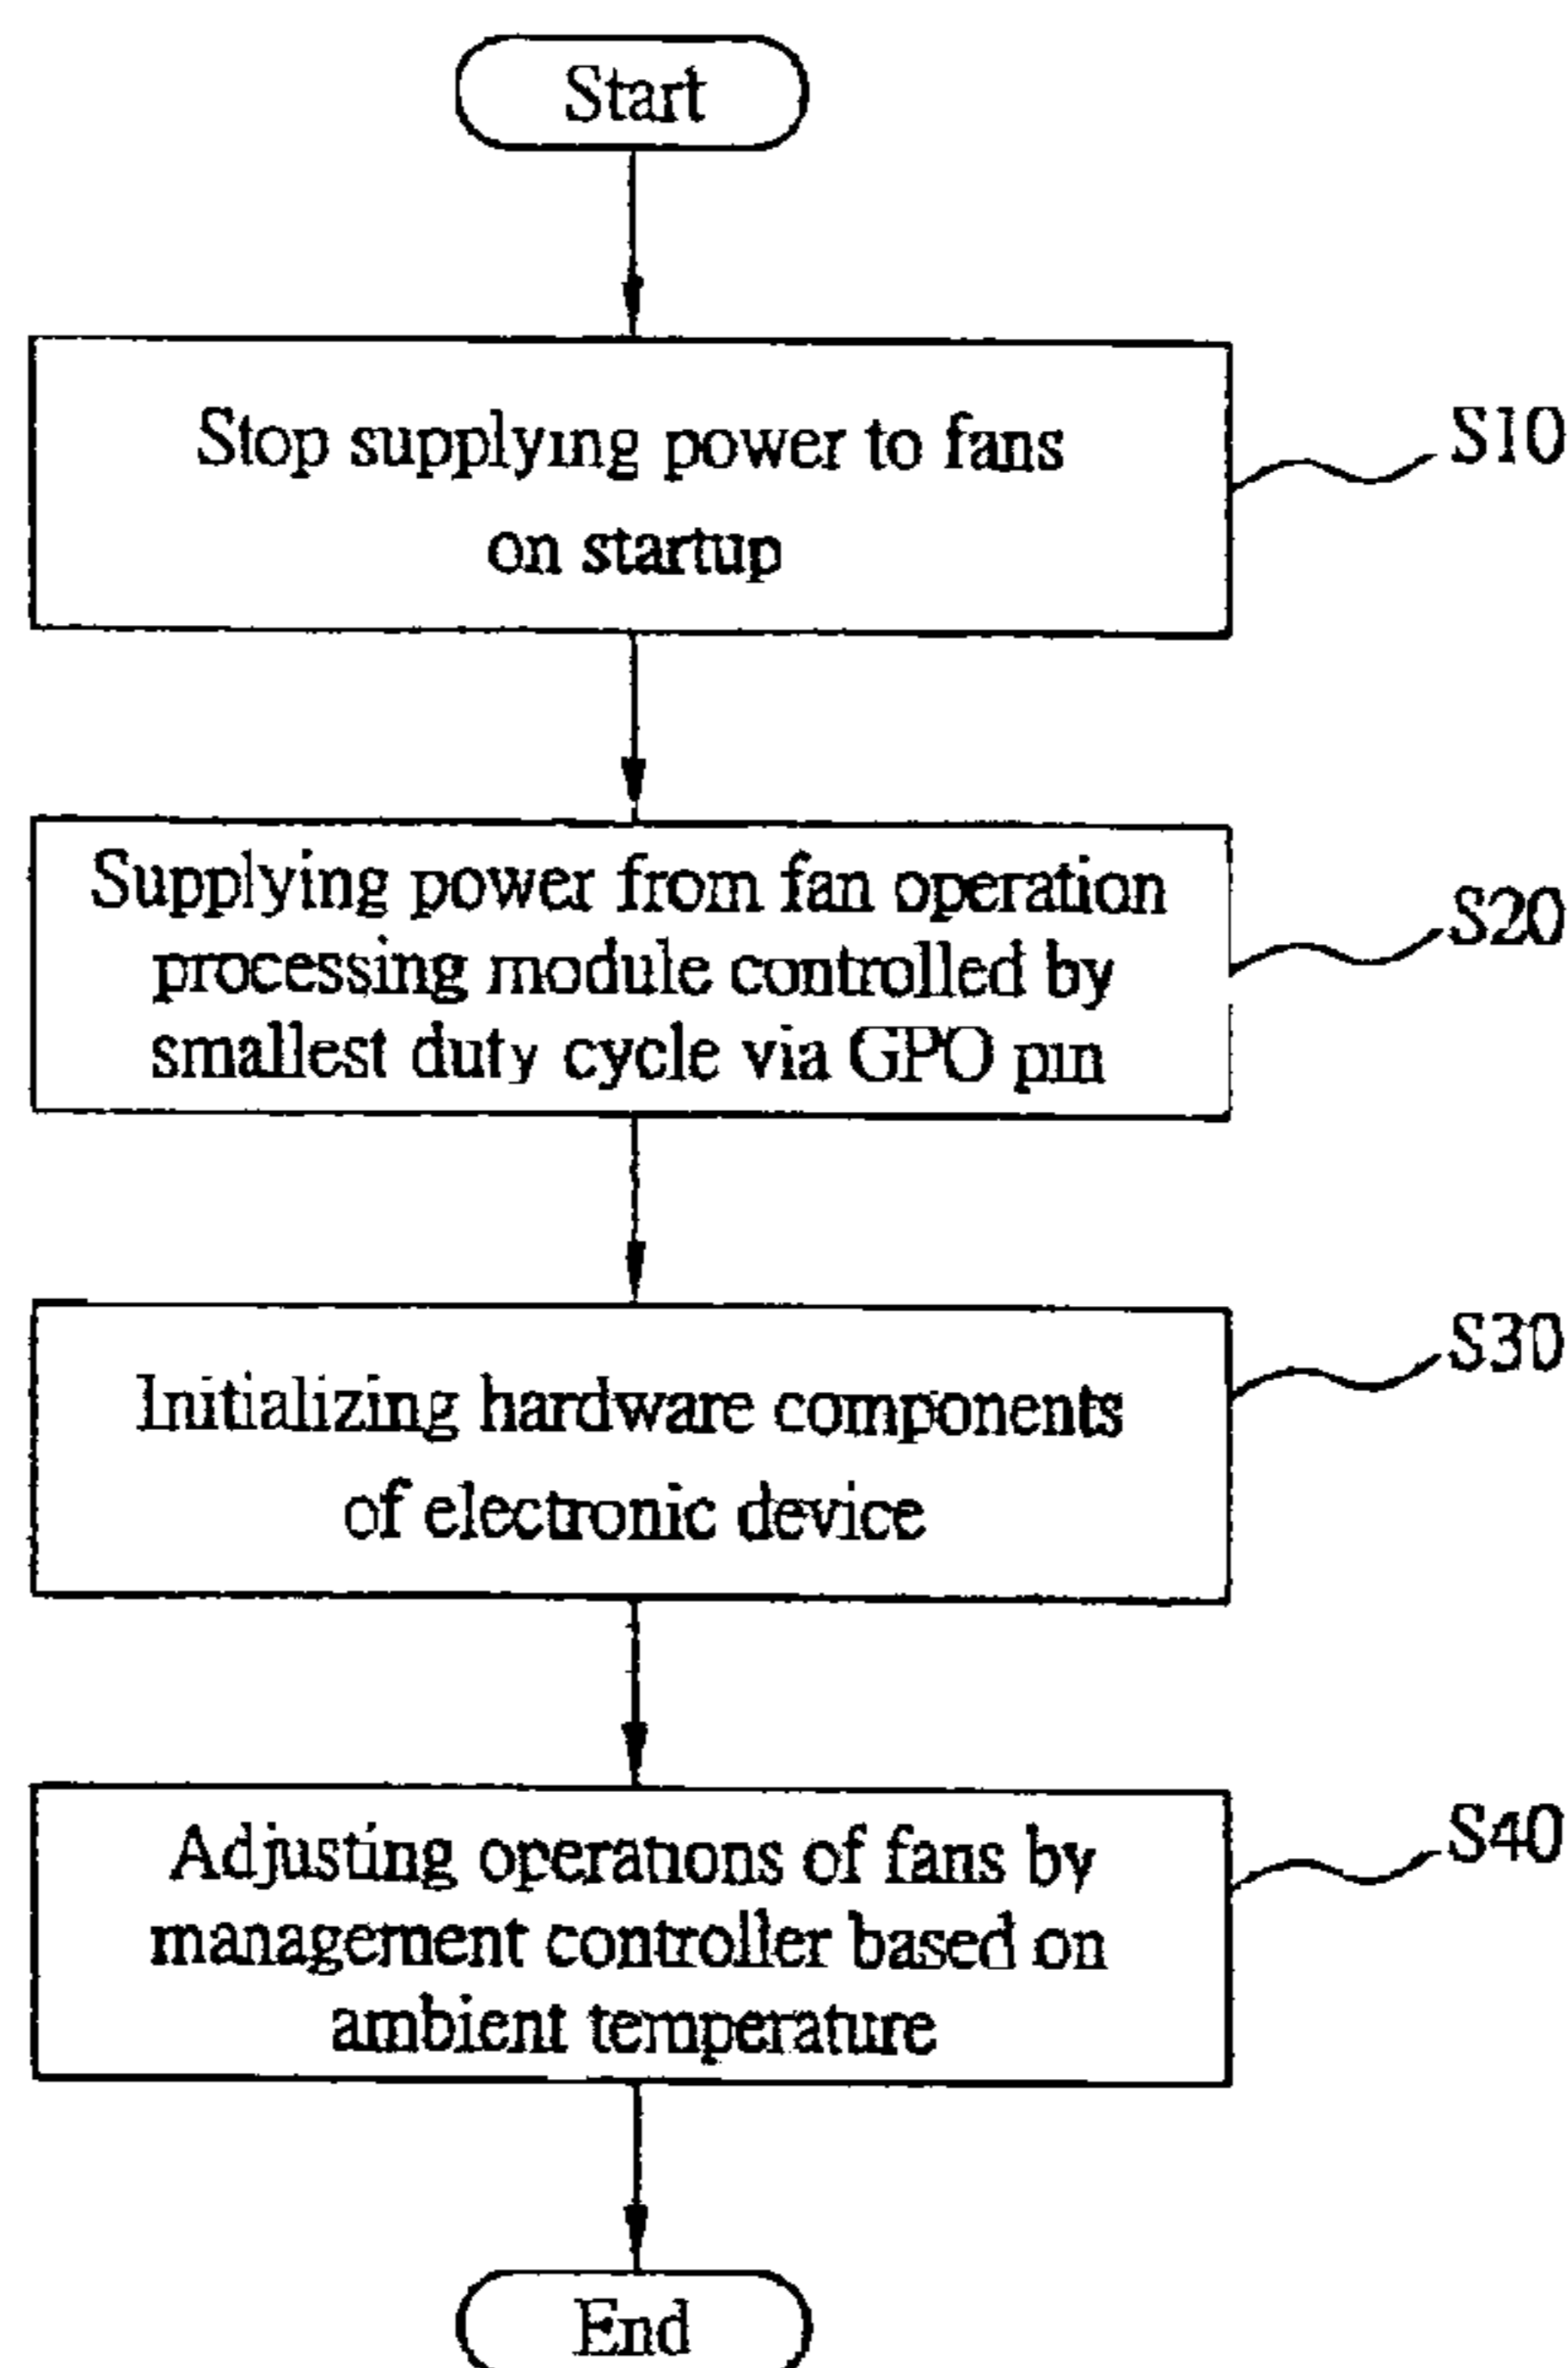 Start
Stop supplying power to fans
on startup
S10
Supplying power from fan operation
processing module controlled by
smallest duty cycle via GPO pin
S20
Initializing hardware components
of electronic device
S30
Adjusting operations of fans by
management controller based on
ambient temperature
S40
End